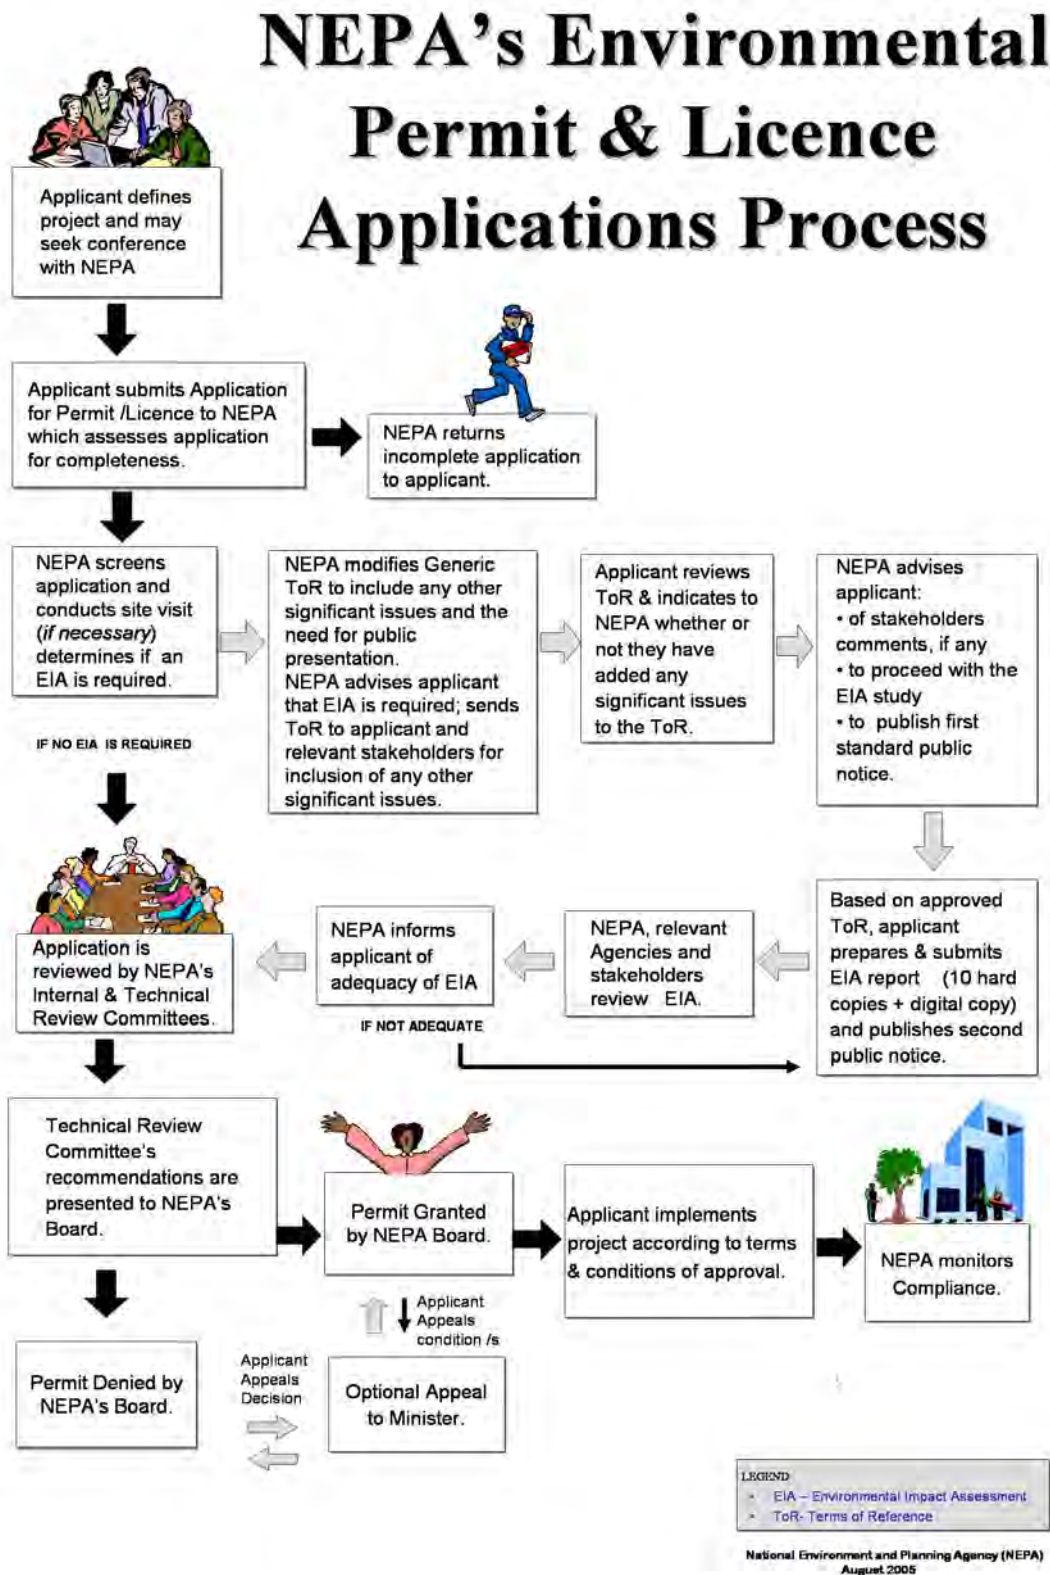 NEPA's Environmental
Permit & Licence
Applications Process
Applicant defines
project and may
seek conference
with NEPA
Applicant submits Application
for Permit /Licence to NEPA
which assesses application
for completeness.
NEPA returns
incomplete application
to applicant.
NEPA screens
application and
conducts site visit
(if necessary)
determines if an
EIA is required.
NEPA modifies Generic
ToR to include any other
significant issues and the
need for public
presentation.
NEPA advises applicant
that EIA is required; sends
ToR to applicant and
relevant stakeholders for
inclusion of any other
significant issues.
Applicant reviews
ToR & indicates to
NEPA whether or
not they have
added any
significant issues
to the ToR.
NEPA advises
applicant:
• of stakeholders
comments, if any
• to proceed with the
EIA study
• to publish first
standard public
notice.
IF NO EIA IS REQUIRED
Based on approved
ToR, applicant
prepares & submits
EIA report (10 hard
copies + digital copy)
and publishes second
public notice.
NEPA, relevant
Agencies and
stakeholders
review EIA.
NEPA informs
applicant of
adequacy of EIA
IF NOT ADEQUATE
Application is
reviewed by NEPA's
Internal & Technical
Review Committees.
Technical Review
Committee's
recommendations are
presented to NEPA's
Board.
Permit Granted
by NEPA Board.
Applicant implements
project according to terms
& conditions of approval.
NEPA monitors
Compliance.
Applicant
Appeals
condition /s
Permit Denied by
NEPA's Board.
Applicant
Appeals
Decision
Optional Appeal
to Minister.
LEGEND
- EIA – Environmental Impact Assessment
- ToR- Terms of Reference
National Environment and Planning Agency (NEPA)
August 2005